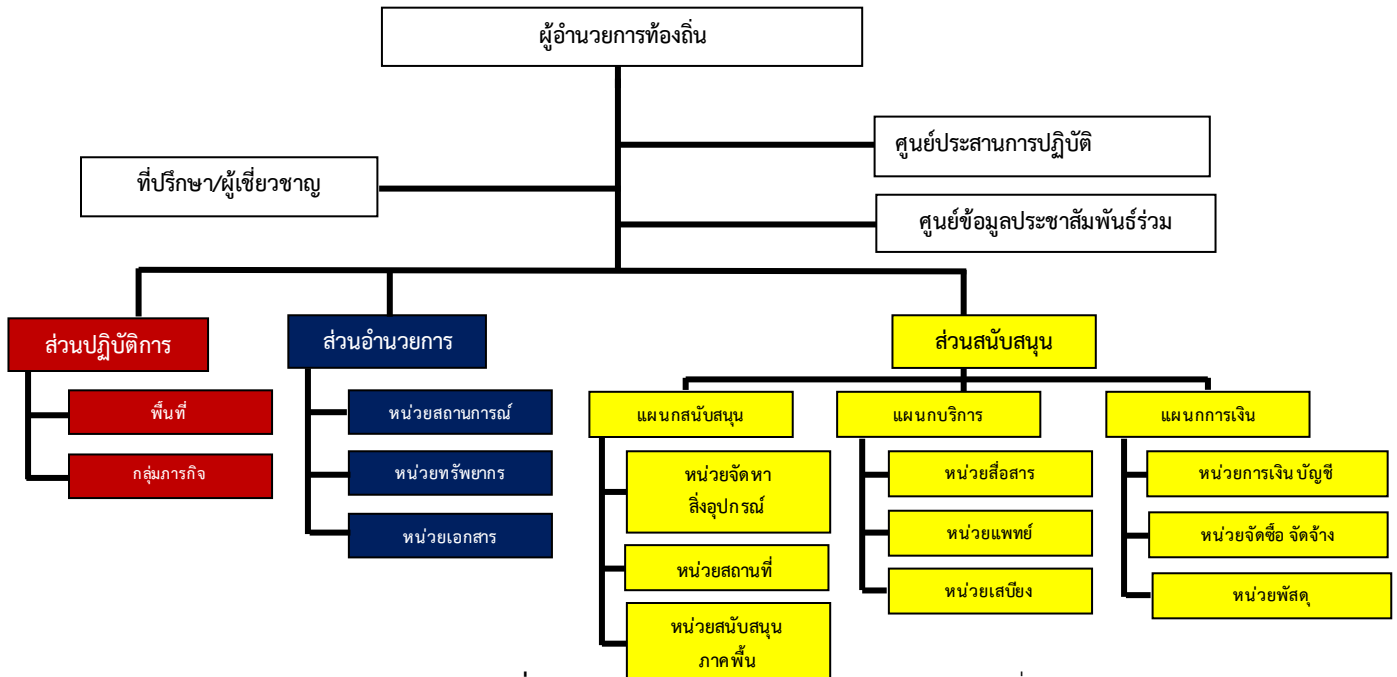 ผู้อำนวยการท้องถิ่น
ศูนย์ประสานการปฏิบัติ
ที่ปรึกษา/ผู้เชี่ยวชาญ
ศูนย์ข้อมูลประชาสัมพันธ์ร่วม
ส่วนปฏิบัติการ
พื้นที่
กลุ่มภารกิจ
ส่วนอำนวยการ
หน่วยสถานการณ์
หน่วยทรัพยากร
หน่วยเอกสาร
ส่วนสนับสนุน
แผนกสนับสนุน
หน่วยจัดหา
สิ่งอุปกรณ์
หน่วยสถานที่
หน่วยสนับสนุน
ภาคพื้น
แผนกบริการ
หน่วยสื่อสาร
หน่วยแพทย์
หน่วยเสบียง
แผนกการเงิน
หน่วยการเงิน บัญชี
หน่วยจัดซื้อ จัดจ้าง
หน่วยพัสดุ